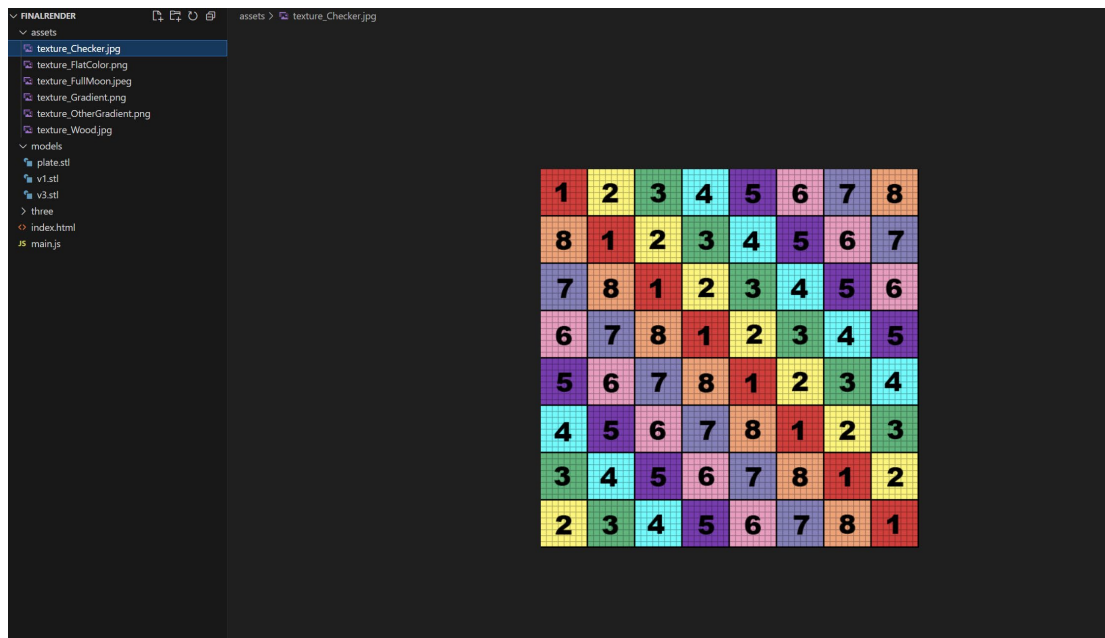 FINALRENDER
assets > texture_Checker.jpg
assets
texture_Checker.jpg
texture_FlatColor.png
texture_FullMoon.jpeg
texture_Gradient.png
texture_OtherGradient.png
texture_Wood.jpg
models
plate.stl
v1.stl
v3.stl
three
<> index.html
JS main.js
1 2 3 4 5 6 7 8
8 1 2 3 4 5 6 7
7 8 1 2 3 4 5 6
6 7 8 1 2 3 4 5
5 6 7 8 1 2 3 4
4 5 6 7 8 1 2 3
3 4 5 6 7 8 1 2
2 3 4 5 6 7 8 1